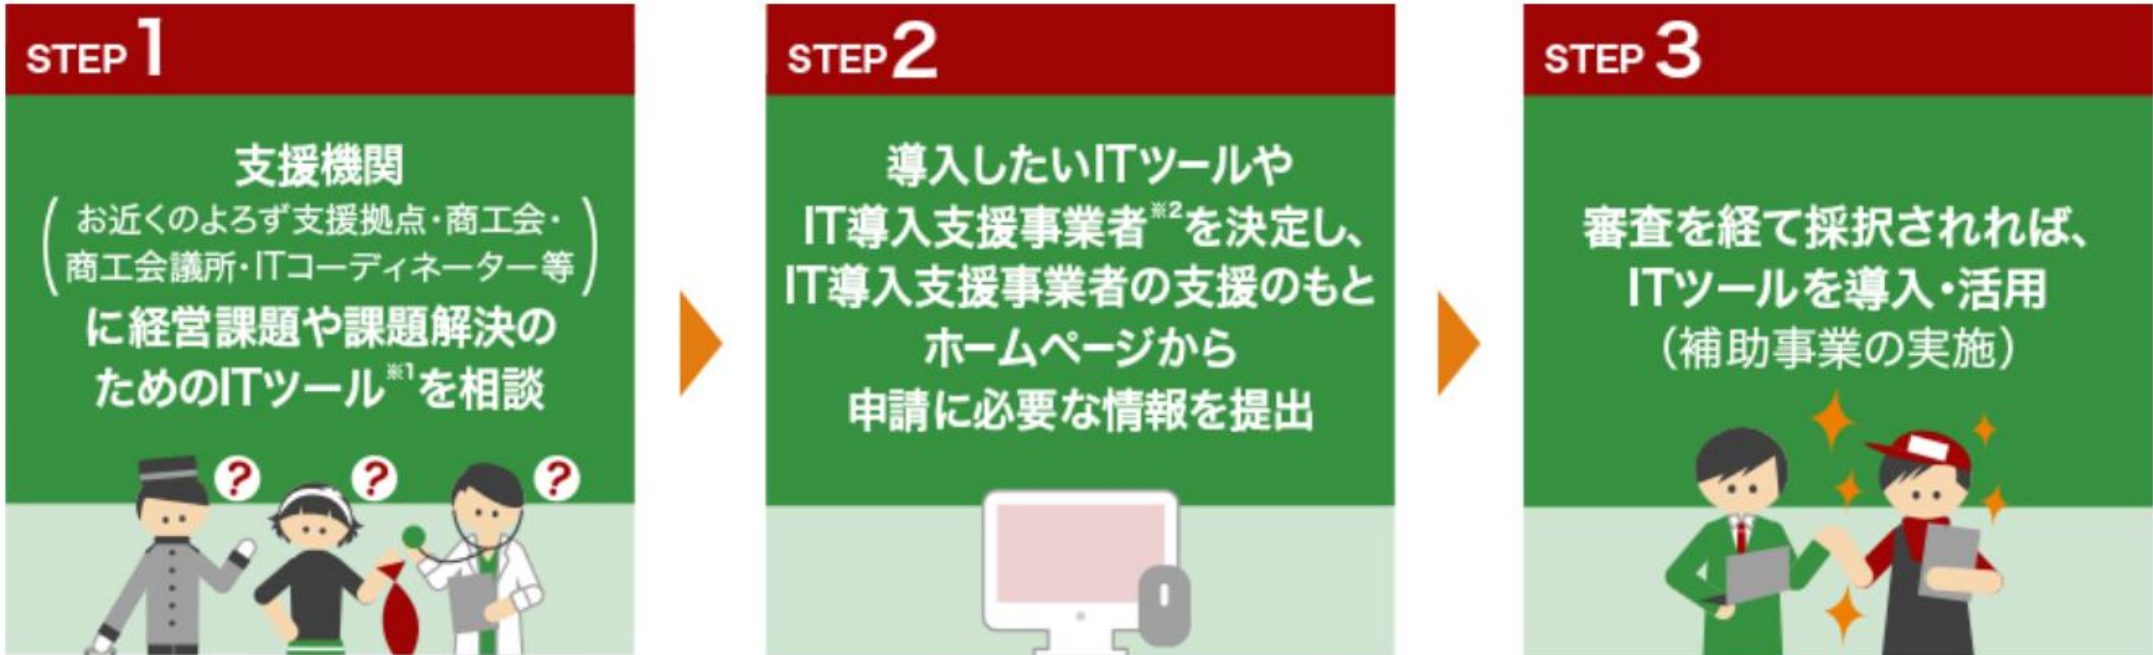 STEP 1
支援機関
(お近くのよろず支援拠点・商工会・
商工会議所・ITコーディネーター等)
に経営課題や課題解決の
ためのITツール※1を相談
?
?
?
STEP 2
導入したいITツールや
IT導入支援事業者※2を決定し、
IT導入支援事業者の支援のもと
ホームページから
申請に必要な情報を提出
STEP 3
審査を経て採択されれば、
ITツールを導入・活用
(補助事業の実施)